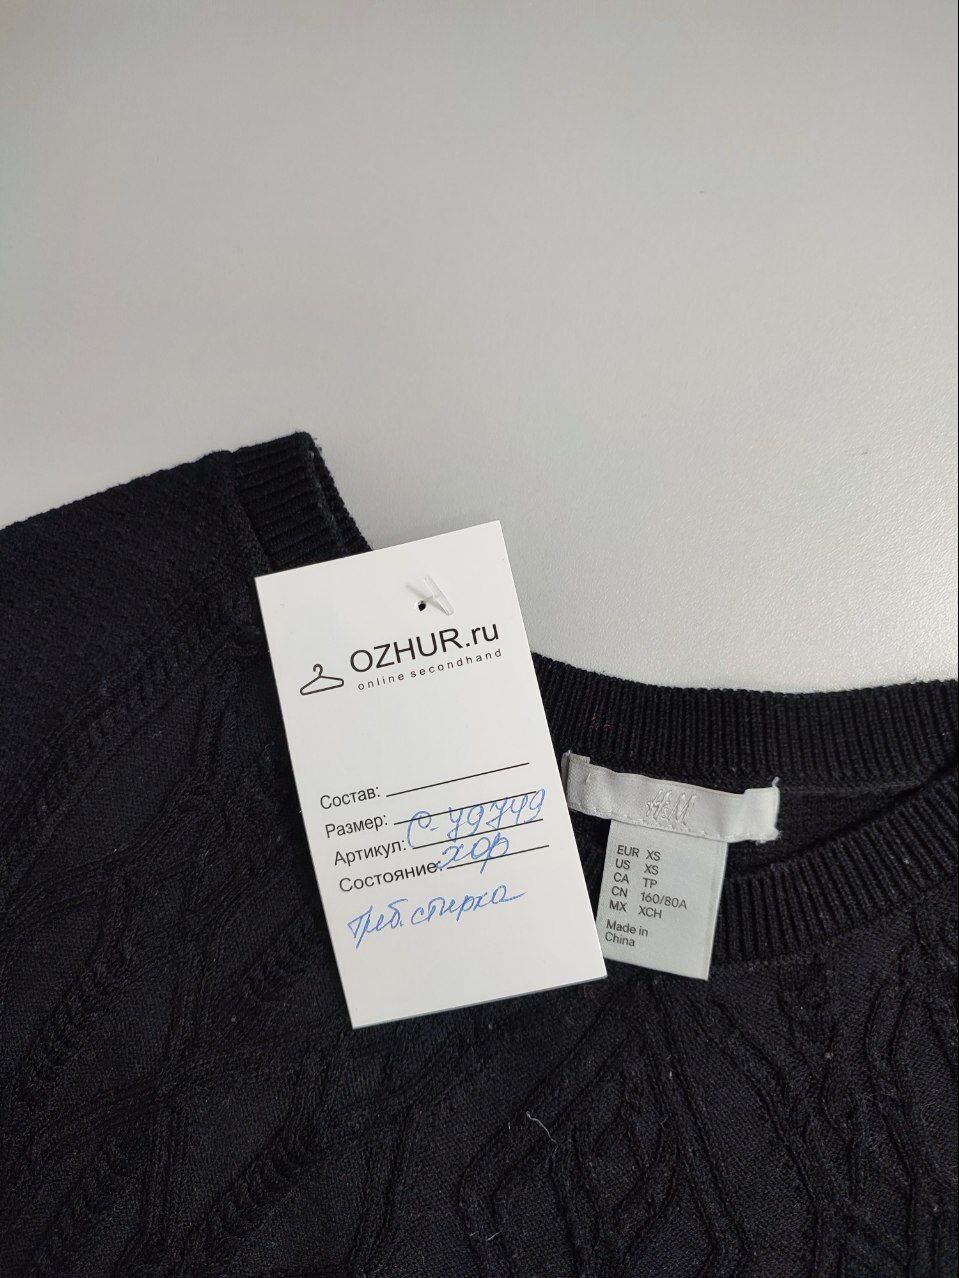 OZHUR.ru
online secondhand
Состав:
Размер:
Артикул: С-79749
Состояние: хор
Треб. стирка
H&M
EUR XS
US XS
CA TP
CN 160/80A
MX XCH
Made in
China